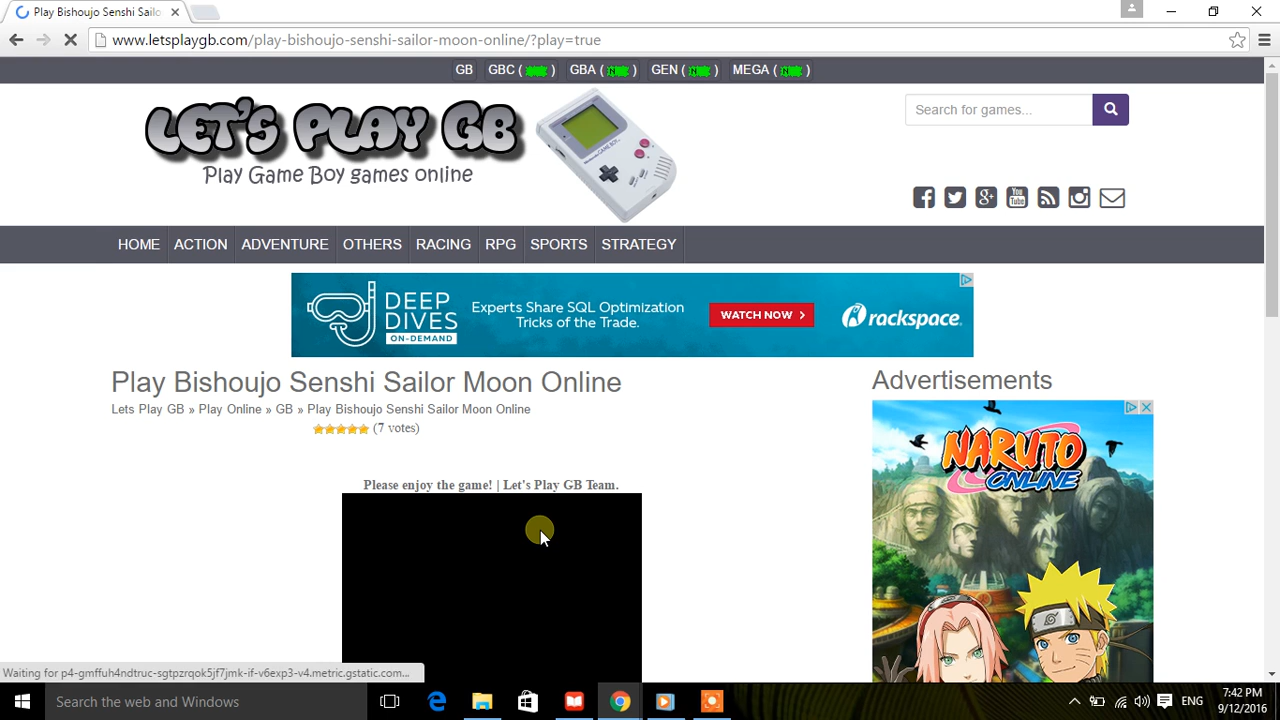 Play Bishoujo Senshi Sailo
www.letsplaygb.com/play-bishoujo-senshi-sailor-moon-online/?play=true
GB GBC ( ) GBA ( N ) GEN ( N ) MEGA ( N )
LET'S PLAY GB
Play Game Boy games online
Search for games...
HOME ACTION ADVENTURE OTHERS RACING RPG SPORTS STRATEGY
DEEP DIVES ON-DEMAND
Experts Share SQL Optimization
Tricks of the Trade.
WATCH NOW >
rackspace.
Play Bishoujo Senshi Sailor Moon Online
Lets Play GB » Play Online » GB » Play Bishoujo Senshi Sailor Moon Online
(7 votes)
Please enjoy the game! | Let's Play GB Team.
Advertisements
NARUTO
ONLINE
Waiting for p4-gmffuh4ndtruc-sgtpzrqok5jf7jmk-if-v6exp3-v4.metric.gstatic.com...
Search the web and Windows
ENG
7:42 PM
9/12/2016